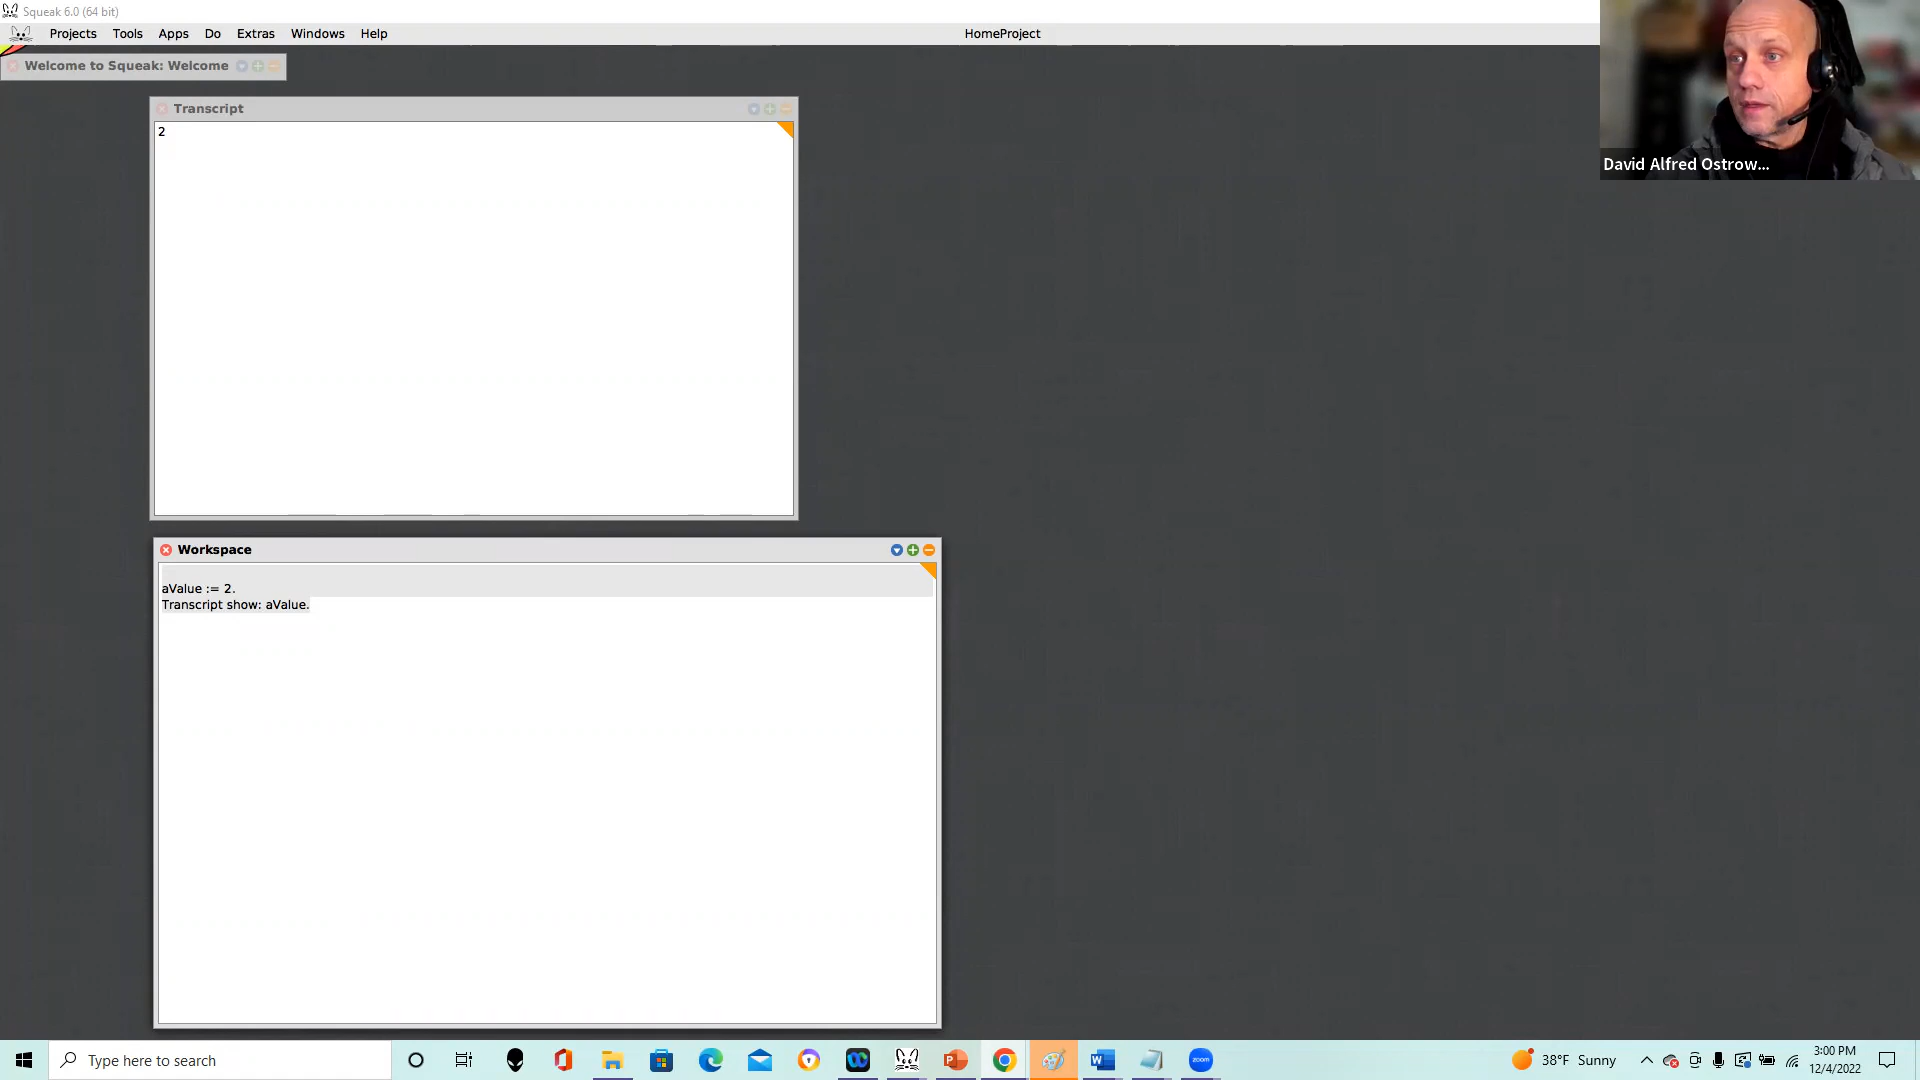 Squeak 6.0 (64 bit)
Projects Tools Apps Do Extras Windows Help HomeProject
Welcome to Squeak: Welcome
Transcript
2
David Alfred Ostrow...
Workspace
aValue := 2.
Transcript show: aValue.
Type here to search
zoom
38°F Sunny
3:00 PM
12/4/2022